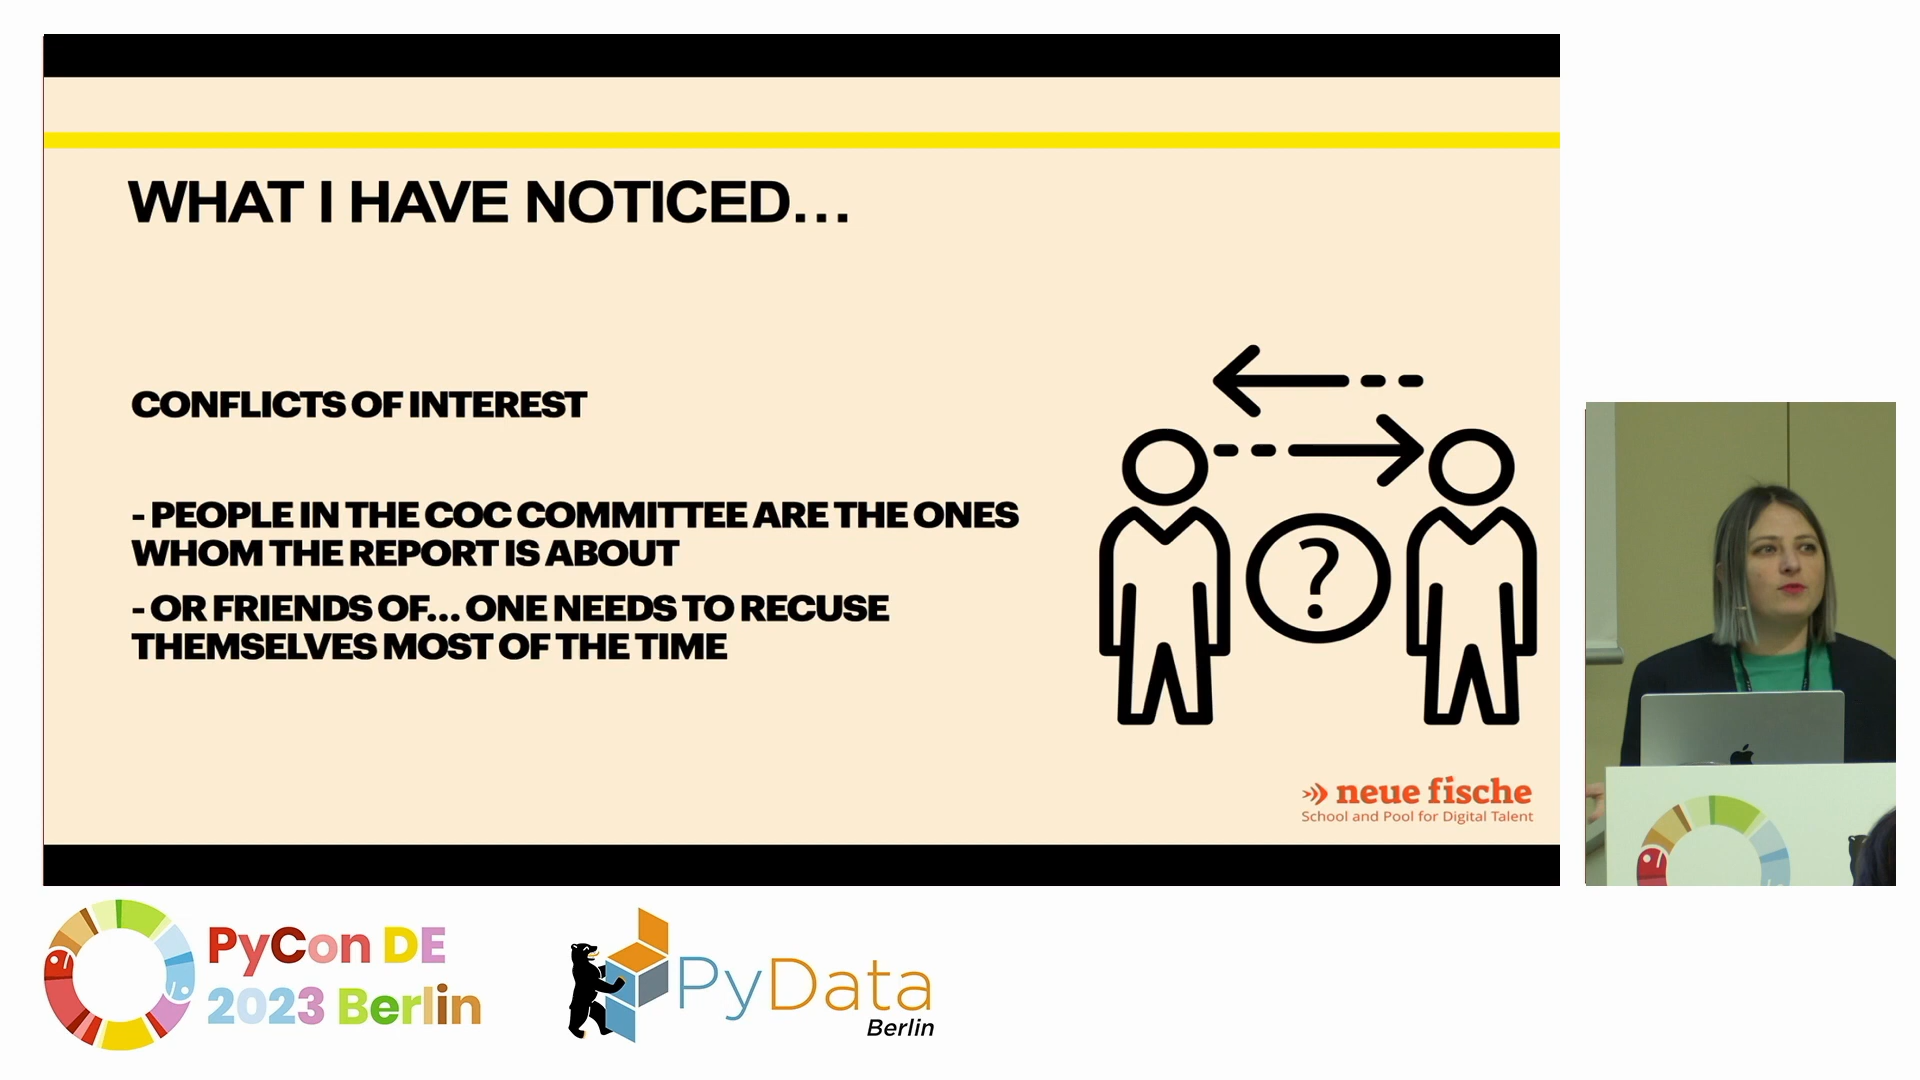 WHAT I HAVE NOTICED...
CONFLICTS OF INTEREST
- PEOPLE IN THE COC COMMITTEE ARE THE ONES
WHOM THE REPORT IS ABOUT
- OR FRIENDS OF... ONE NEEDS TO RECUSE
THEMSELVES MOST OF THE TIME
?
neue fische
School and Pool for Digital Talent
PyCon DE
2023 Berlin
PyData
Berlin